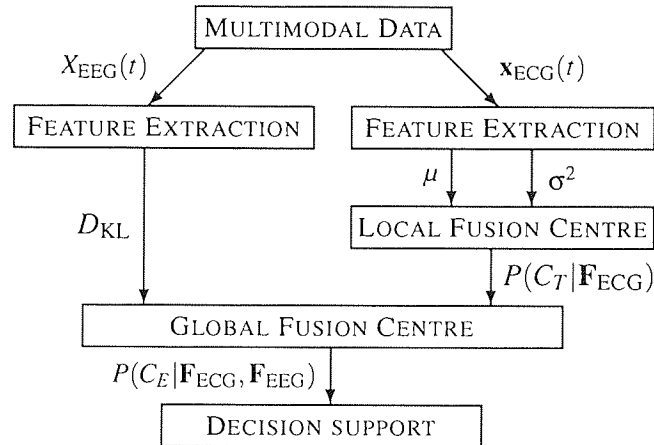 MULTIMODAL DATA
X_EEG(t)
x_ECG(t)
FEATURE EXTRACTION
FEATURE EXTRACTION
μ
σ²
D_KL
LOCAL FUSION CENTRE
P(C_T|F_ECG)
GLOBAL FUSION CENTRE
P(C_E|F_ECG, F_EEG)
DECISION SUPPORT